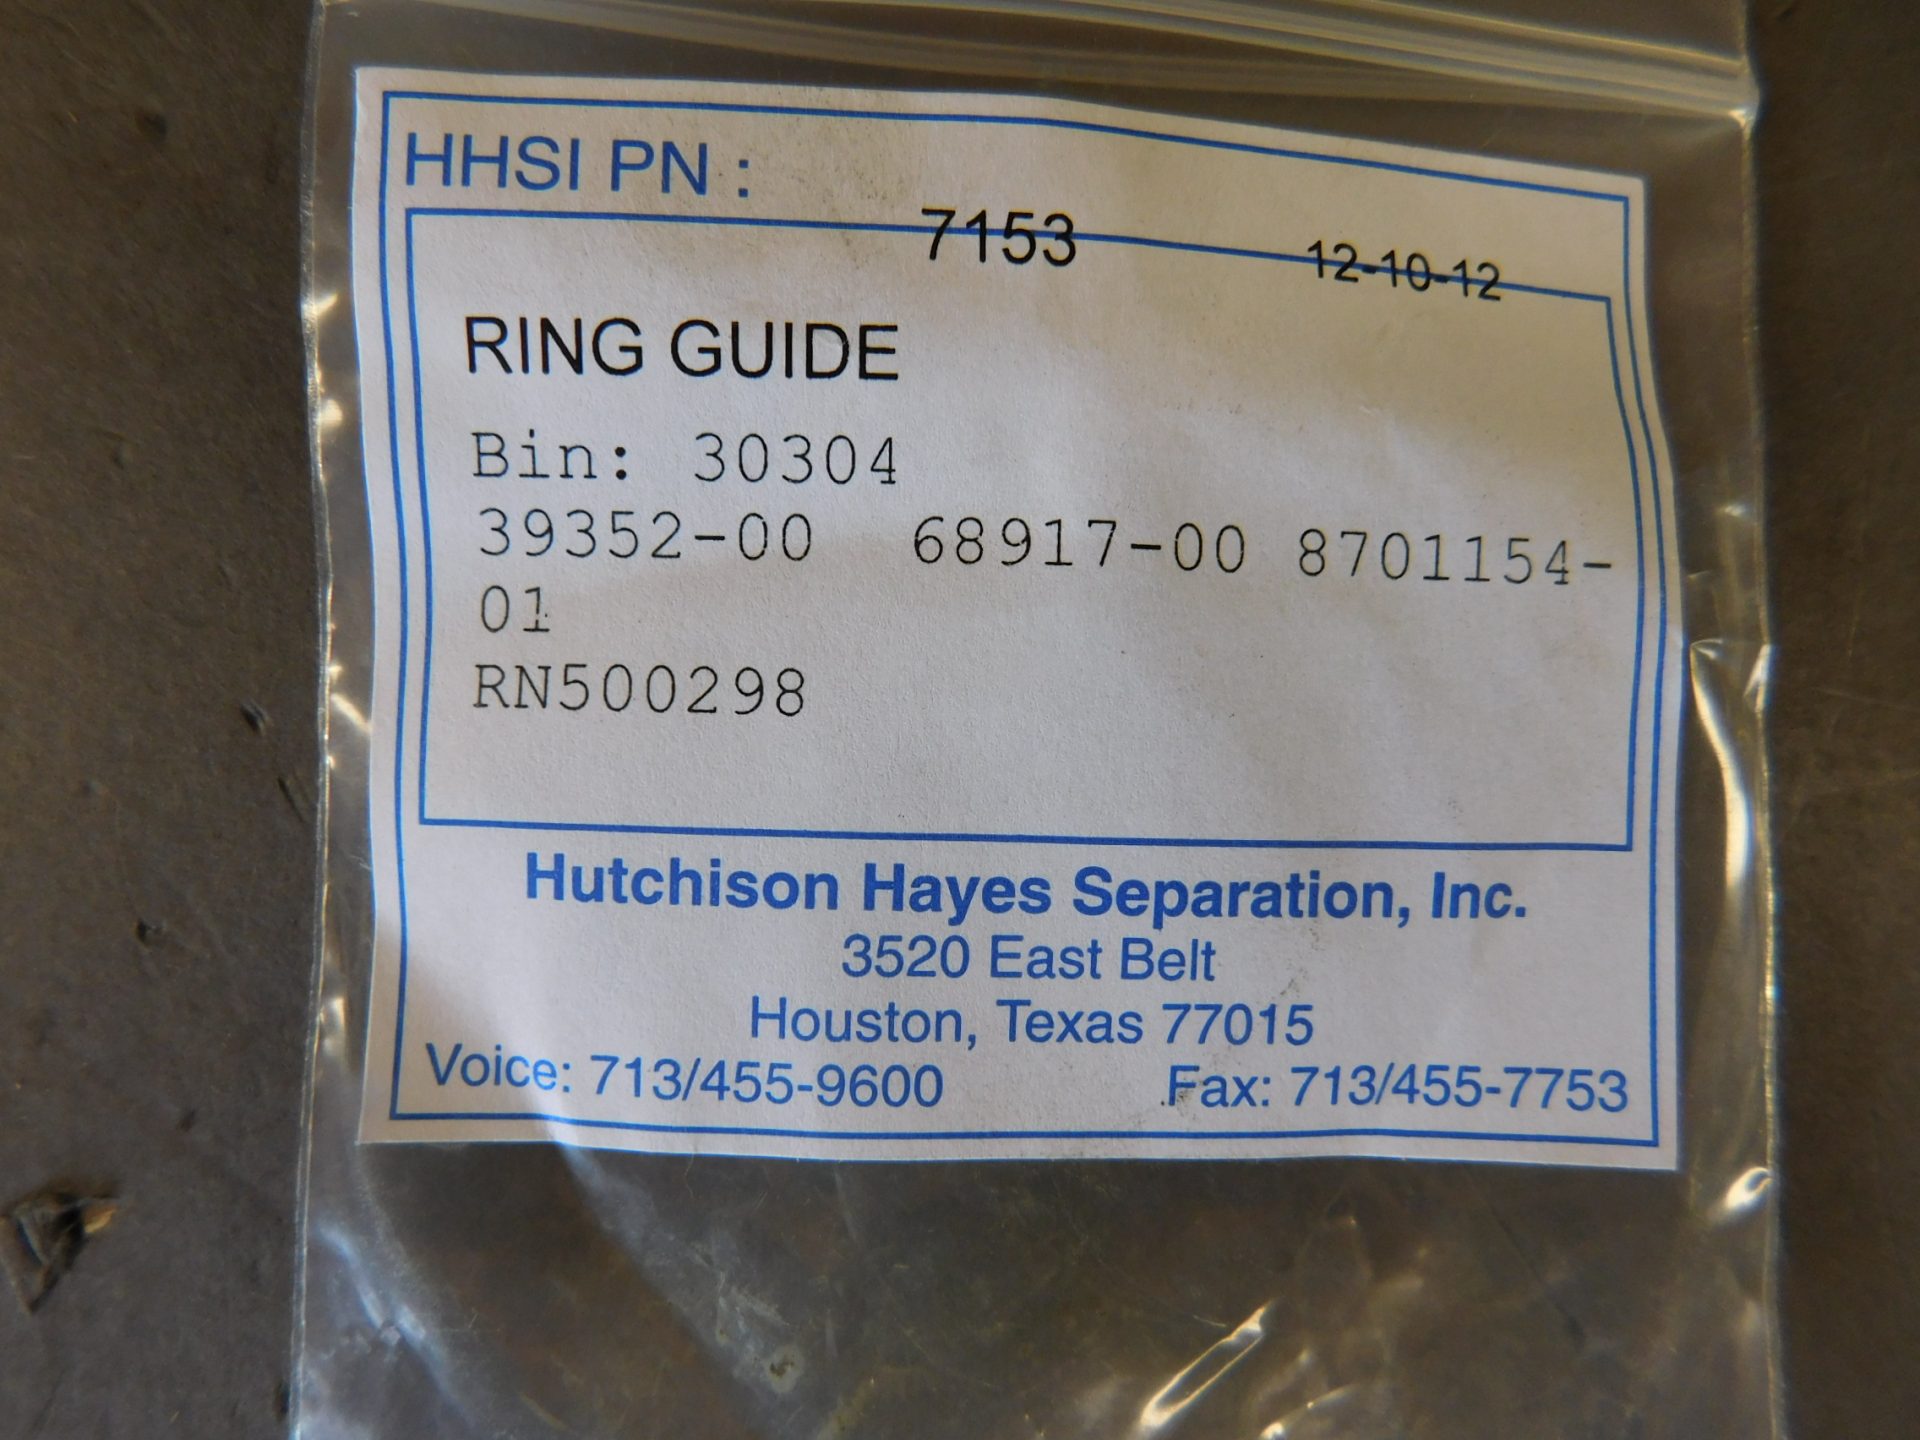 HHSI PN :
7153 12-10-12
RING GUIDE
Bin: 30304
39352-00 68917-00 8701154-
01
RN500298
Hutchison Hayes Separation, Inc.
3520 East Belt
Houston, Texas 77015
Voice: 713/455-9600 Fax: 713/455-7753